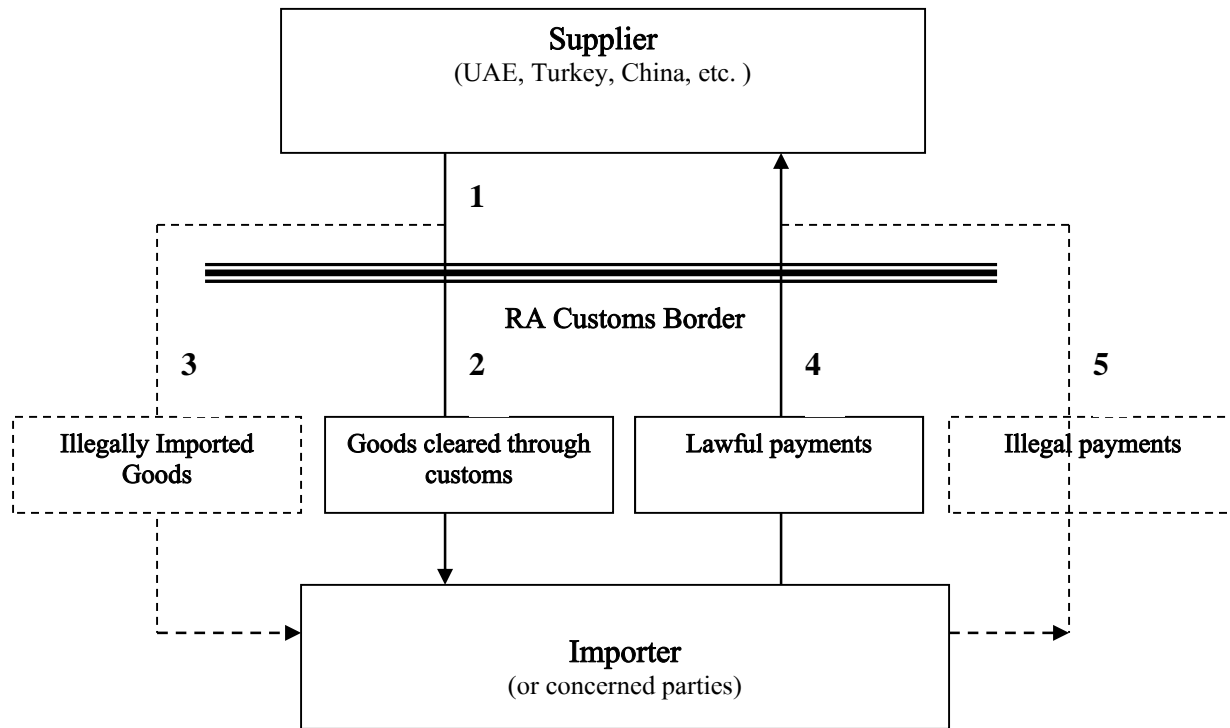 Supplier
(UAE, Turkey, China, etc. )
1
RA Customs Border
3
2
4
5
Illegally Imported
Goods
Goods cleared through
customs
Lawful payments
Illegal payments
Importer
(or concerned parties)